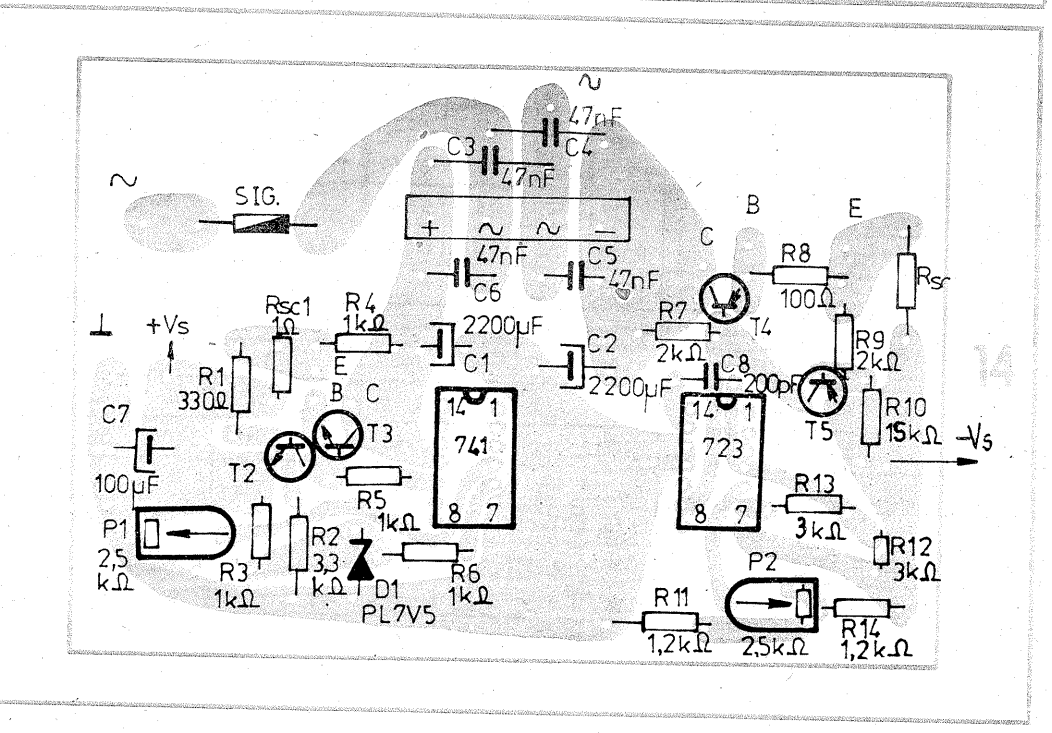 ~
47nF
C3
C4
47nF
~
SIG.
B
E
+ ~ ~ −
C
47nF
C5
R8
C6
47nF
100Ω
Rsc
Rsc1
1Ω
R4
1kΩ
2200µF
R7
T4
+Vs
C1
C2
2kΩ
R9
2kΩ
E
R1
330Ω
2200µF
C8
200pF
14
B
C
C7
14 1
14 1
T5
R10
15kΩ
T3
741
723
−Vs
T2
100µF
R5
1kΩ
8 7
8 7
R13
3kΩ
P1
2,5
kΩ
R2
3,3
kΩ
R12
3kΩ
R3
1kΩ
D1
PL7V5
R6
1kΩ
P2
R11
1,2kΩ
2,5kΩ
R14
1,2kΩ